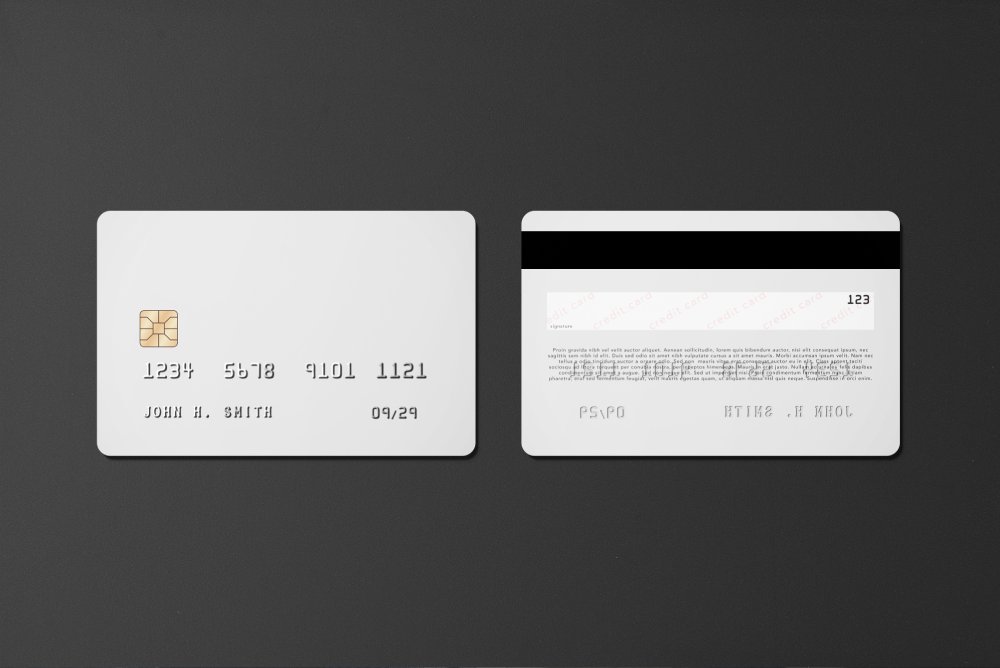 1234 5678 9101 1121
JOHN H. SMITH 09/29
credit card credit card credit card credit card credit card
123
signature
Proin gravida nibh vel velit auctor aliquet. Aenean sollicitudin, lorem quis bibendum auctor, nisi elit consequat ipsum, nec
sagittis sem nibh id elit. Duis sed odio sit amet nibh vulputate cursus a sit amet mauris. Morbi accumsan ipsum velit. Nam nec
tellus a odio tincidunt auctor a ornare odio. Sed non mauris vitae erat consequat auctor eu in elit. Class aptent taciti
sociosqu ad litora torquent per conubia nostra, per inceptos himenaeos. Mauris in erat justo. Nullam ac urna eu felis dapibus
condimentum sit amet a augue. Sed non neque elit. Sed ut imperdiet nisi. Proin condimentum fermentum nunc. Etiam
pharetra, erat sed fermentum feugiat, velit mauris egestas quam, ut aliquam massa nisl quis neque. Suspendisse in orci enim.